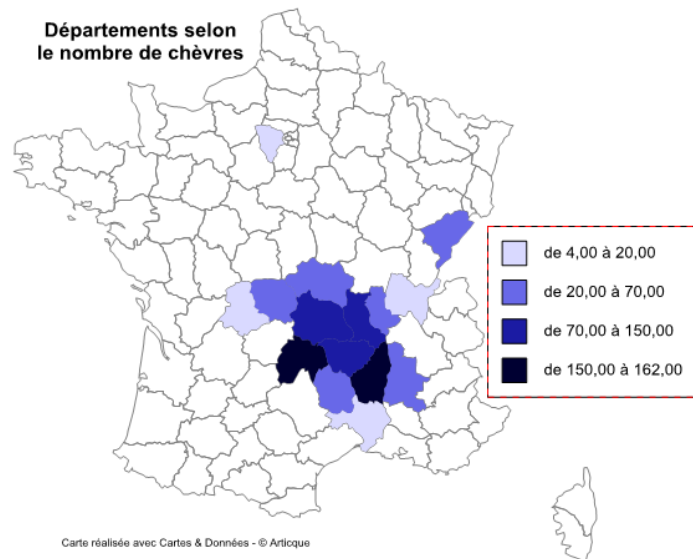 Départements selon
le nombre de chèvres
de 4,00 à 20,00
de 20,00 à 70,00
de 70,00 à 150,00
de 150,00 à 162,00
Carte réalisée avec Cartes & Données - © Articque